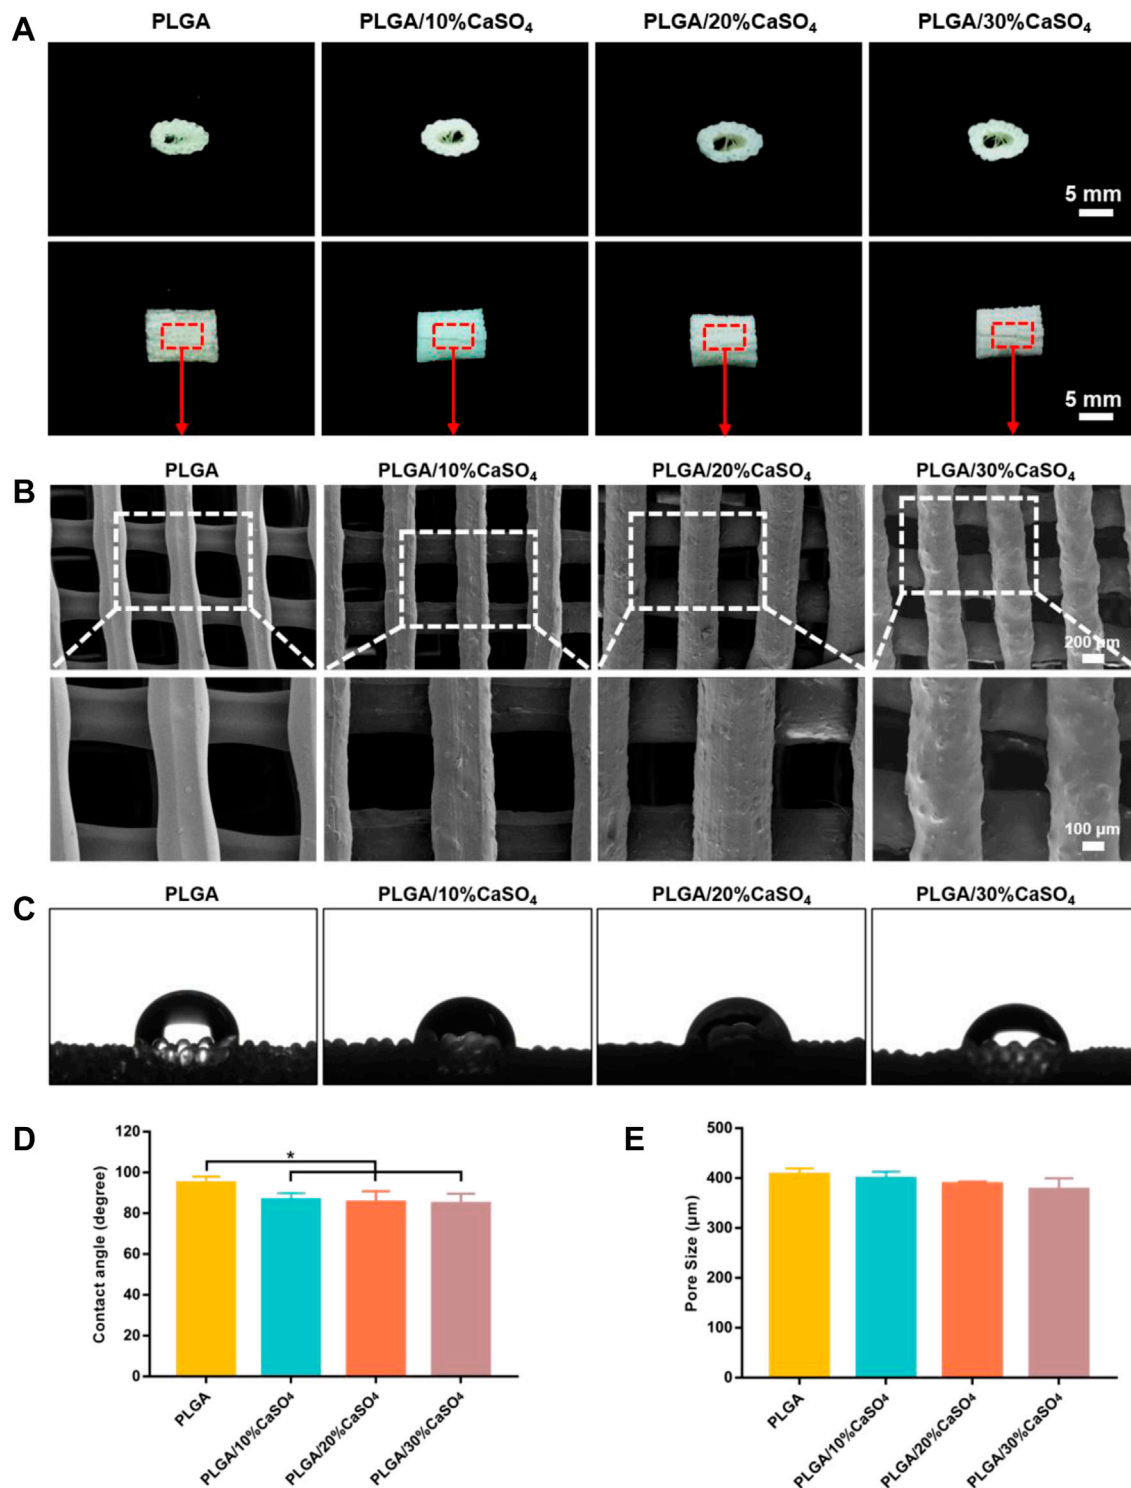 A
PLGA
PLGA/10%CaSO₄
PLGA/20%CaSO₄
PLGA/30%CaSO₄
5 mm
5 mm
B
PLGA
PLGA/10%CaSO₄
PLGA/20%CaSO₄
PLGA/30%CaSO₄
200 μm
100 μm
C
PLGA
PLGA/10%CaSO₄
PLGA/20%CaSO₄
PLGA/30%CaSO₄
D
Contact angle (degree)
120
100
80
60
40
20
0
*
PLGA
PLGA/10%CaSO₄
PLGA/20%CaSO₄
PLGA/30%CaSO₄
E
Pore Size (μm)
500
400
300
200
100
0
PLGA
PLGA/10%CaSO₄
PLGA/20%CaSO₄
PLGA/30%CaSO₄